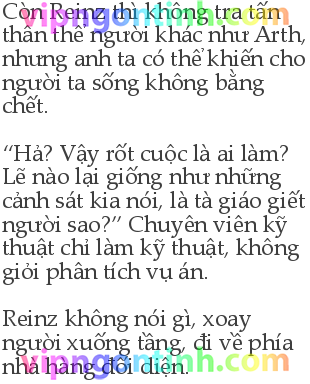 Còn Reinz thì không tra tấn
thân thể người khác như Arth,
nhưng anh ta có thể khiến cho
người ta sống không bằng
chết.
“Hả? Vậy rốt cuộc là ai làm?
Lẽ nào lại giống như những
cảnh sát kia nói, là tà giáo giết
người sao?” Chuyên viên kỹ
thuật chỉ làm kỹ thuật, không
giỏi phân tích vụ án.
Reinz không nói gì, xoay
người xuống tầng, đi về phía
nhà hàng đối diện.